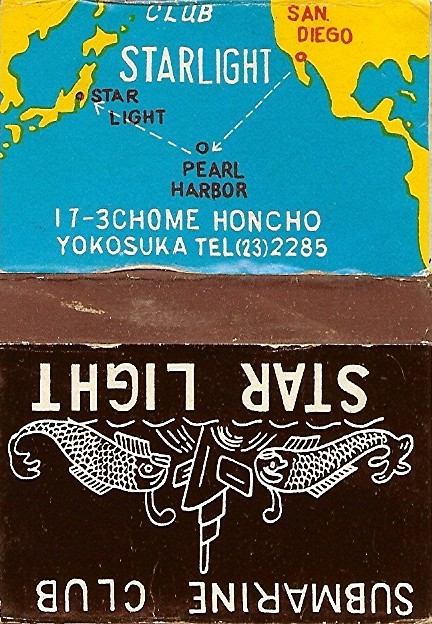 CLUB
STARLIGHT
SAN.
DIEGO
STAR
LIGHT
PEARL
HARBOR
17-3CHOME HONCHO
YOKOSUKA TEL(23)2285
SUBMARINE CLUB
STAR LIGHT